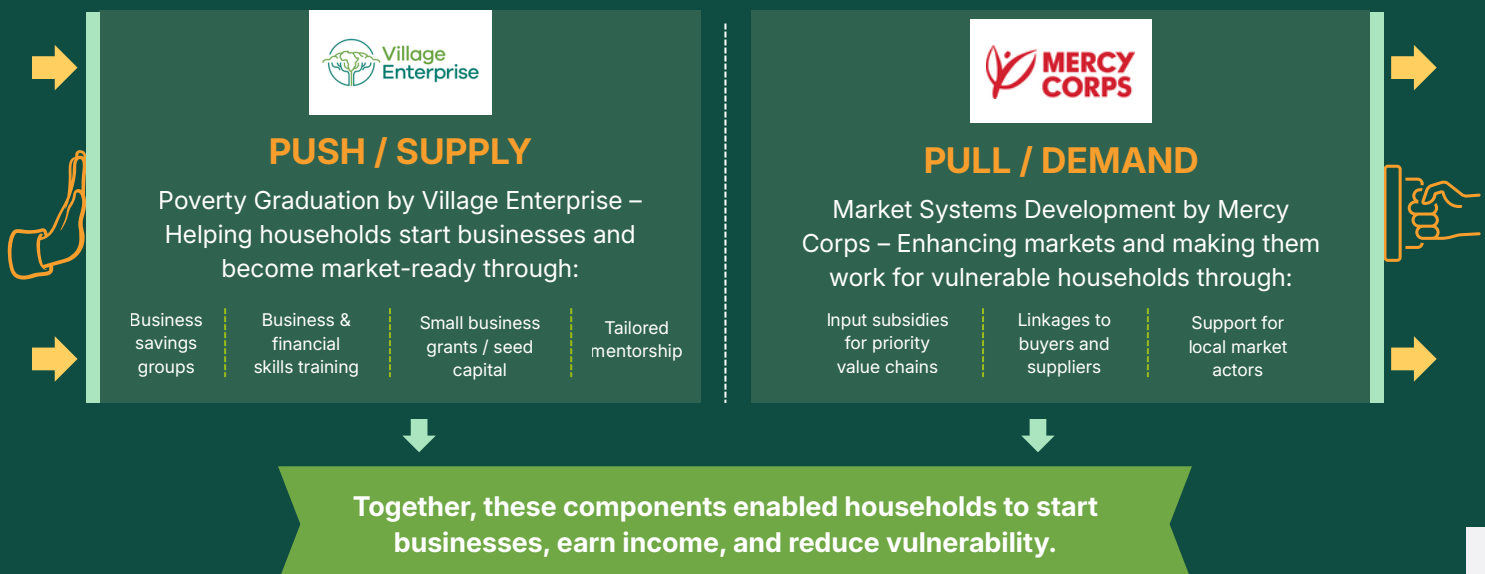 Village
Enterprise
PUSH / SUPPLY
Poverty Graduation by Village Enterprise –
Helping households start businesses and
become market-ready through:
Business
savings
groups
Business &
financial
skills training
Small business
grants / seed
capital
Tailored
mentorship
MERCY
CORPS
PULL / DEMAND
Market Systems Development by Mercy
Corps – Enhancing markets and making them
work for vulnerable households through:
Input subsidies
for priority
value chains
Linkages to
buyers and
suppliers
Support for
local market
actors
Together, these components enabled households to start
businesses, earn income, and reduce vulnerability.